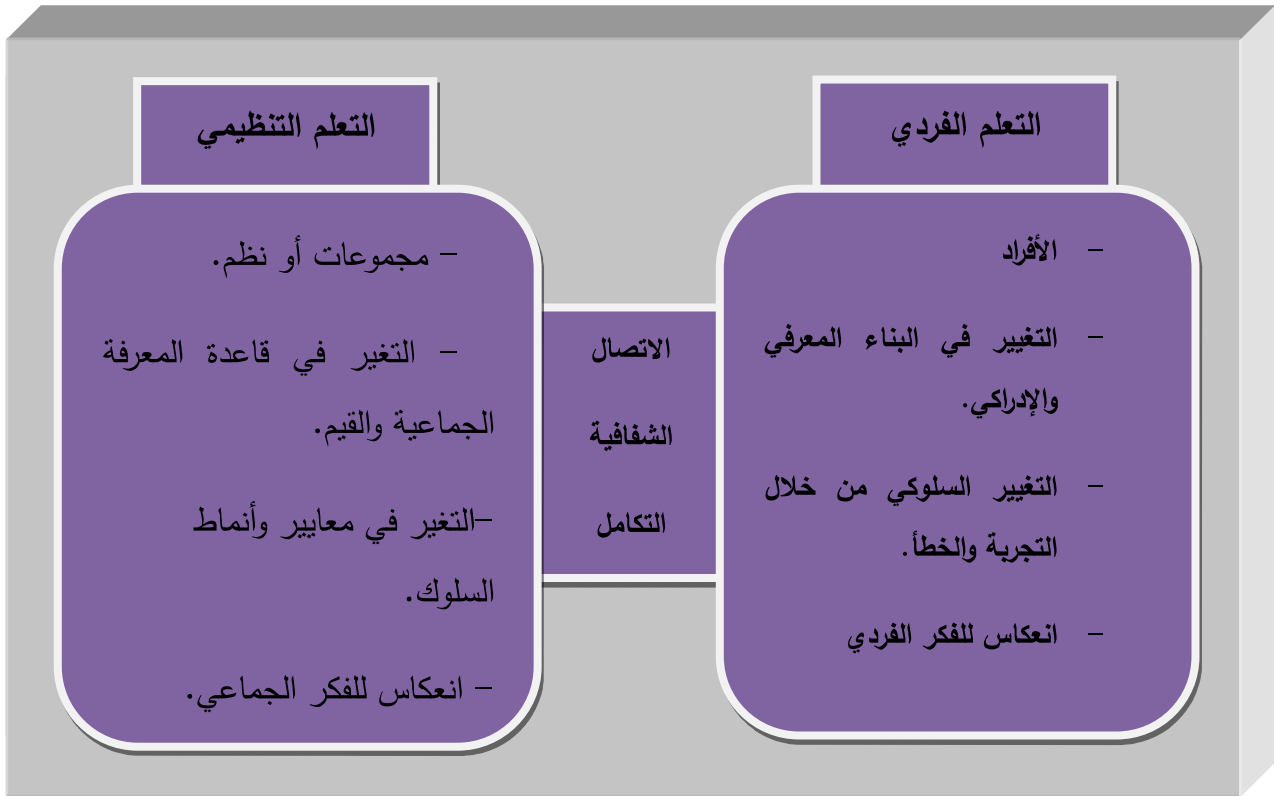 التعلم الفردي
– الأفراد
– التغيير في البناء المعرفي
والإدراكي.
– التغيير السلوكي من خلال
التجربة والخطأ.
– انعكاس للفكر الفردي
الاتصال
الشفافية
التكامل
التعلم التنظيمي
– مجموعات أو نظم.
– التغير في قاعدة المعرفة
الجماعية والقيم.
–التغير في معايير وأنماط
السلوك.
– انعكاس للفكر الجماعي.